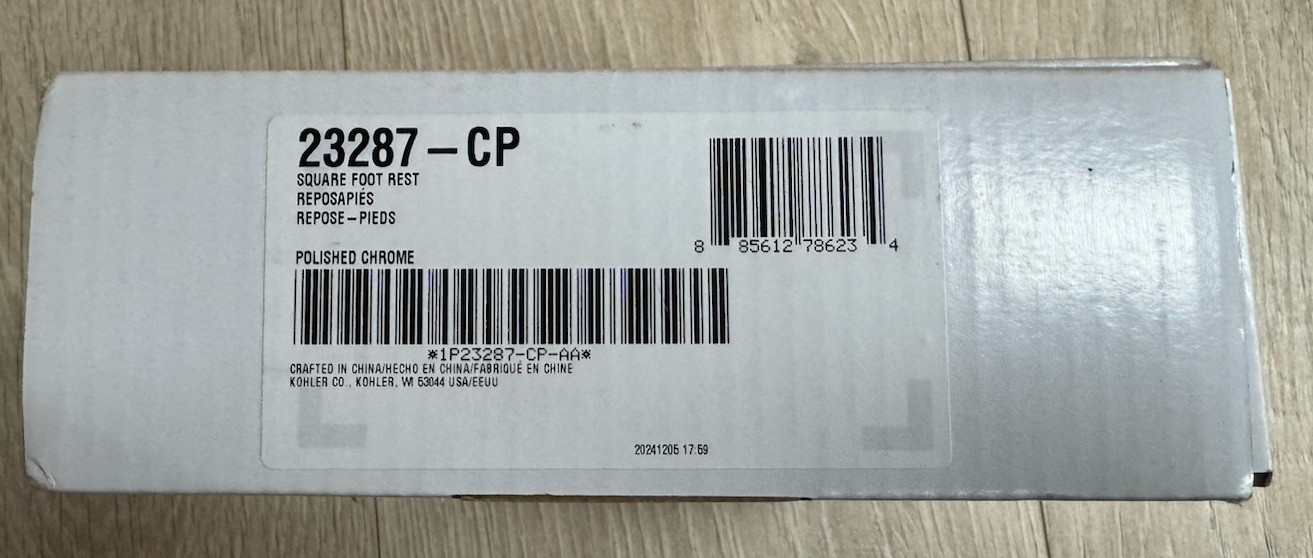 23287-CP
SQUARE FOOT REST
REPOSAPIÉS
REPOSE-PIEDS
POLISHED CHROME
8 85612 78623 4
*1P23287-CP-AA*
CRAFTED IN CHINA/HECHO EN CHINA/FABRIQUÉ EN CHINE
KOHLER CO., KOHLER, WI 53044 USA/EEUU
20241205 17:59